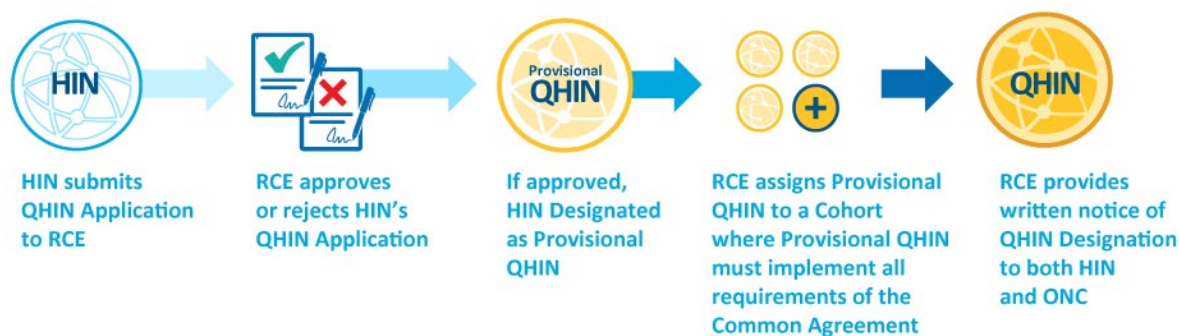 HIN
Provisional
QHIN
QHIN
HIN submits
QHIN Application
to RCE
RCE approves
or rejects HIN's
QHIN Application
If approved,
HIN Designated
as Provisional
QHIN
RCE assigns Provisional
QHIN to a Cohort
where Provisional QHIN
must implement all
requirements of the
Common Agreement
RCE provides
written notice of
QHIN Designation
to both HIN
and ONC